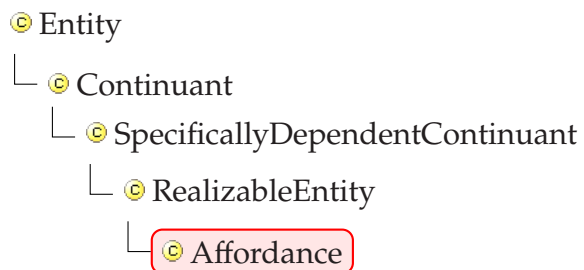 Entity
Continuant
SpecificallyDependentContinuant
RealizableEntity
Affordance